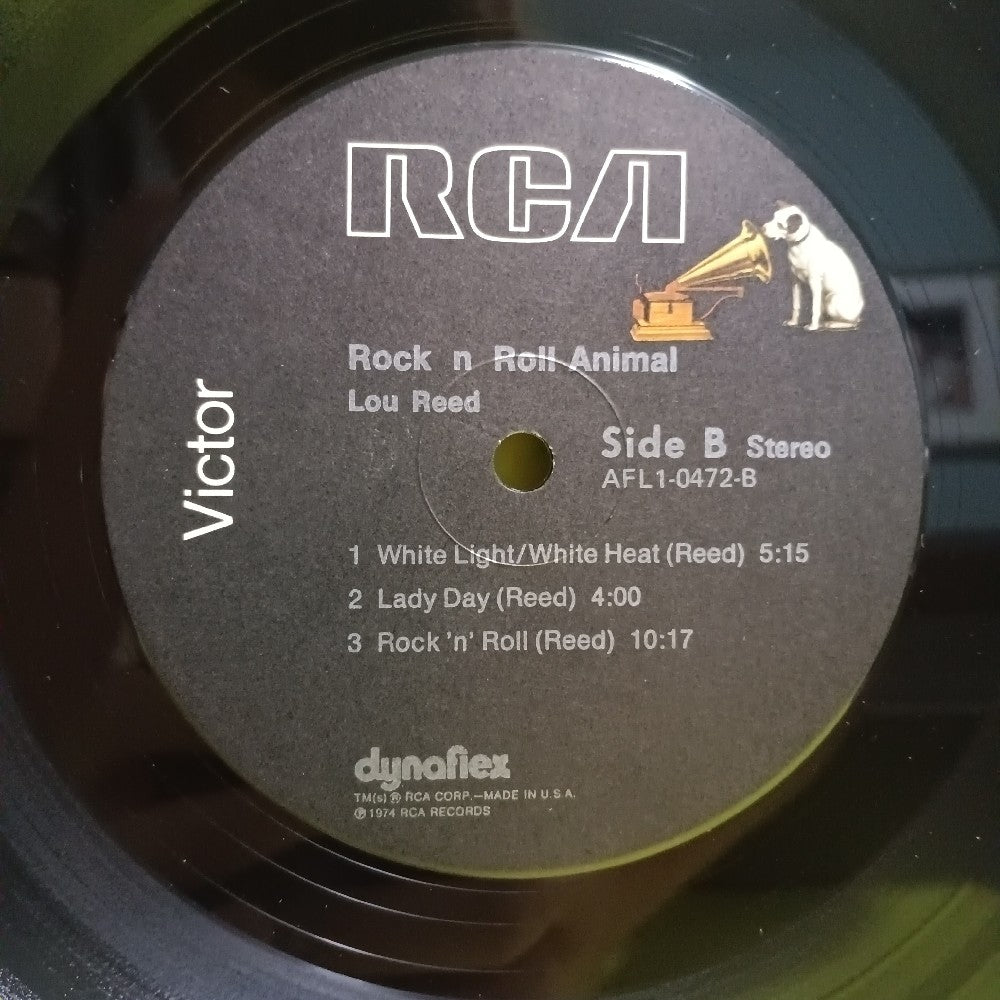 RCA
Victor
Rock n Roll Animal
Lou Reed
Side B Stereo
AFL1-0472-B
1 White Light/White Heat (Reed) 5:15
2 Lady Day (Reed) 4:00
3 Rock 'n' Roll (Reed) 10:17
dynaflex
TM(s) ® RCA CORP.—MADE IN U.S.A.
℗ 1974 RCA RECORDS